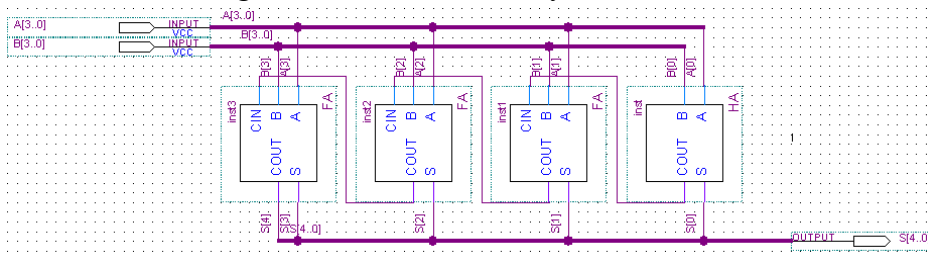 A[3..0]
INPUT
VCC
A[3..0]
B[3..0]
INPUT
VCC
B[3..0]
B[3]
A[3]
B[2]
A[2]
B[1]
A[1]
B[0]
A[0]
inst3
CIN
B
A
FA
COUT
S
inst2
CIN
B
A
FA
COUT
S
inst1
CIN
B
A
FA
COUT
S
inst
B
A
HA
COUT
S
1
S[4]
S[3]
S[4..0]
S[2]
S[1]
S[0]
OUTPUT
S[4..0